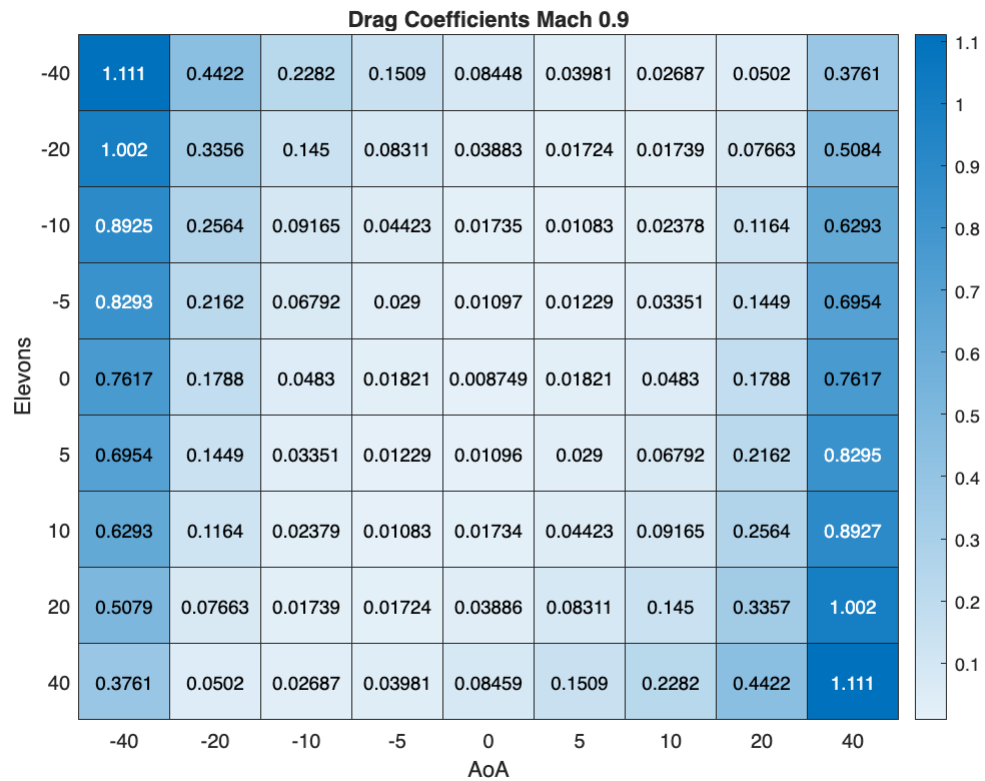 Drag Coefficients Mach 0.9
-40 1.111 0.4422 0.2282 0.1509 0.08448 0.03981 0.02687 0.0502 0.3761
-20 1.002 0.3356 0.145 0.08311 0.03883 0.01724 0.01739 0.07663 0.5084
-10 0.8925 0.2564 0.09165 0.04423 0.01735 0.01083 0.02378 0.1164 0.6293
-5 0.8293 0.2162 0.06792 0.029 0.01097 0.01229 0.03351 0.1449 0.6954
0 0.7617 0.1788 0.0483 0.01821 0.008749 0.01821 0.0483 0.1788 0.7617
5 0.6954 0.1449 0.03351 0.01229 0.01096 0.029 0.06792 0.2162 0.8295
10 0.6293 0.1164 0.02379 0.01083 0.01734 0.04423 0.09165 0.2564 0.8927
20 0.5079 0.07663 0.01739 0.01724 0.03886 0.08311 0.145 0.3357 1.002
40 0.3761 0.0502 0.02687 0.03981 0.08459 0.1509 0.2282 0.4422 1.111
-40 -20 -10 -5 0 5 10 20 40
AoA
Elevons
1.1
1
0.9
0.8
0.7
0.6
0.5
0.4
0.3
0.2
0.1